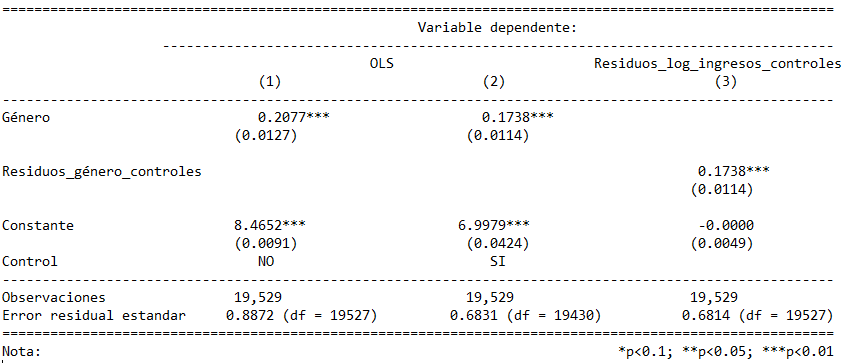 Variable dependente:
OLS Residuos_log_ingresos_controles
(1) (2) (3)
Género 0.2077*** 0.1738***
(0.0127) (0.0114)
Residuos_género_controles 0.1738***
(0.0114)
Constante 8.4652*** 6.9979*** -0.0000
(0.0091) (0.0424) (0.0049)
Control NO SI
Observaciones 19,529 19,529 19,529
Error residual estandar 0.8872 (df = 19527) 0.6831 (df = 19430) 0.6814 (df = 19527)
Nota: *p<0.1; **p<0.05; ***p<0.01